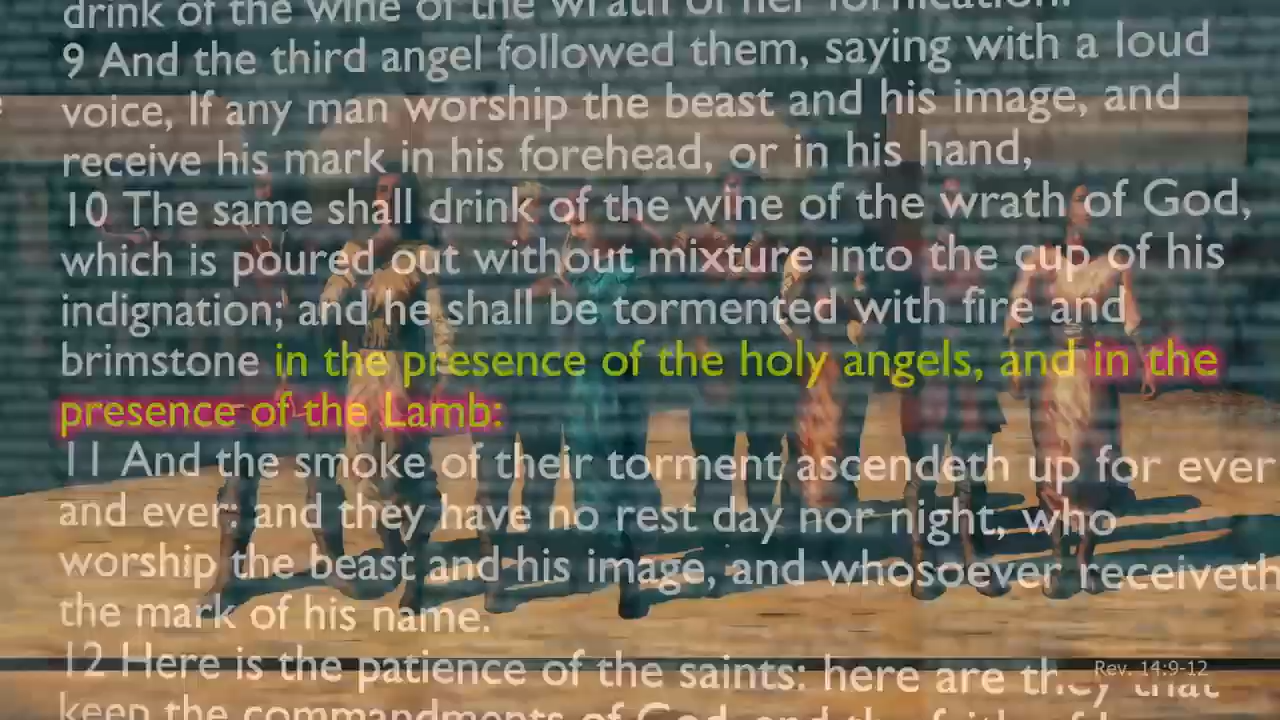 drink of the wine of the wrath of her fornication.
9 And the third angel followed them, saying with a loud
voice, If any man worship the beast and his image, and
receive his mark in his forehead, or in his hand,
10 The same shall drink of the wine of the wrath of God,
which is poured out without mixture into the cup of his
indignation; and he shall be tormented with fire and
brimstone in the presence of the holy angels, and in the
presence of the Lamb:
11 And the smoke of their torment ascendeth up for ever
and ever: and they have no rest day nor night, who
worship the beast and his image, and whosoever receiveth
the mark of his name.
12 Here is the patience of the saints: here are they that
Rev. 14:9-12
keep the commandments of God, and the faith of